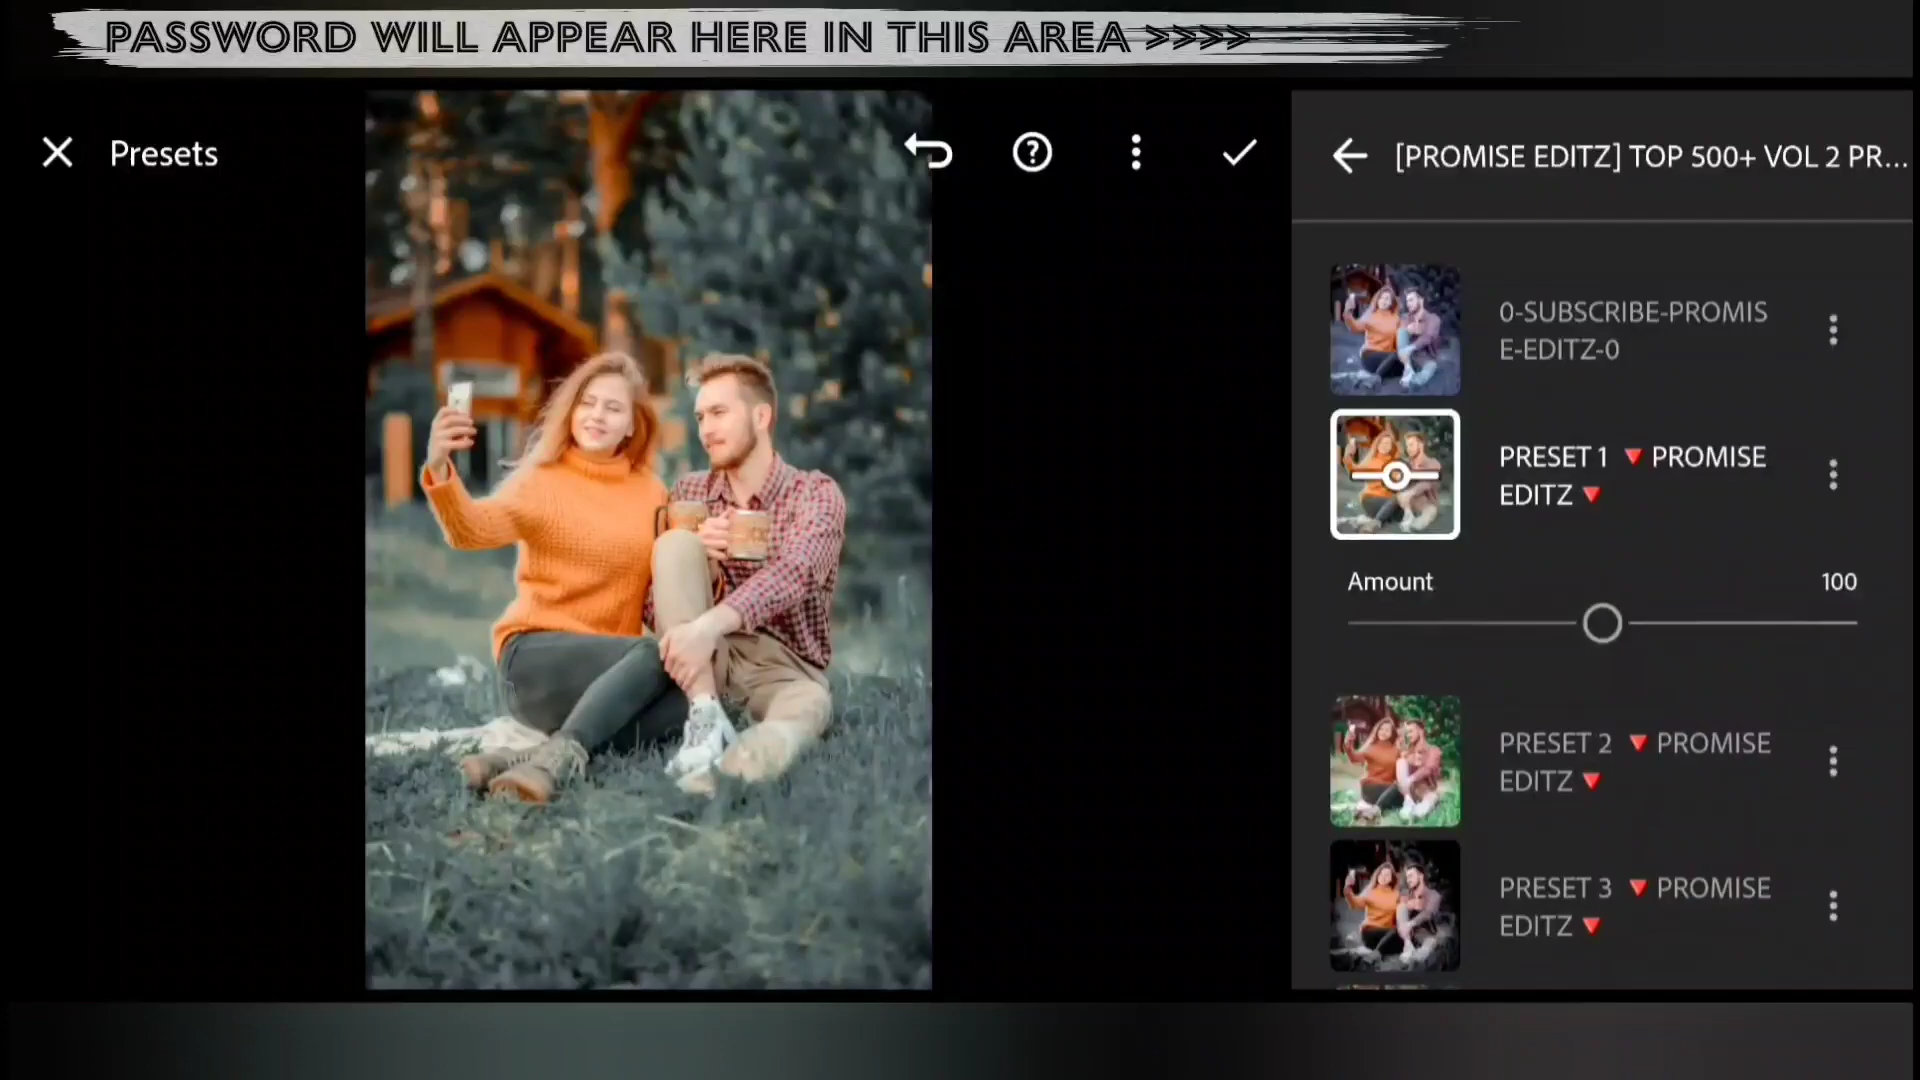 PASSWORD WILL APPEAR HERE IN THIS AREA >>>>
Presets
[PROMISE EDITZ] TOP 500+ VOL 2 PR...
0-SUBSCRIBE-PROMIS
E-EDITZ-0
PRESET 1 🔻PROMISE
EDITZ🔻
Amount 100
PRESET 2 🔻PROMISE
EDITZ🔻
PRESET 3 🔻PROMISE
EDITZ🔻